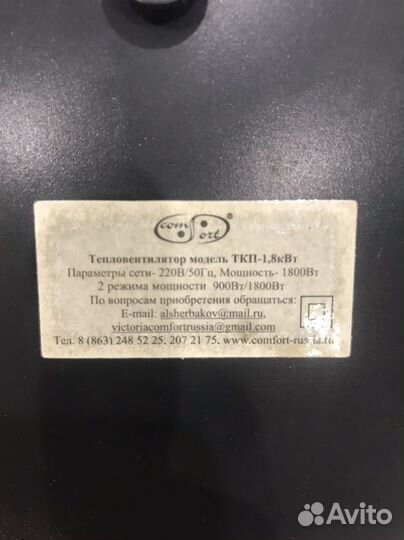 com
ort
Тепловентилятор модель ТКП-1,8кВт
Параметры сети- 220В/50Гц, Мощность- 1800Вт
2 режима мощности 900Вт/1800Вт
По вопросам приобретения обращаться:
E-mail: alsherbakov@mail.ru,
victoriacomfortrussia@gmail.com
Тел. 8 (863) 248 52 25, 207 21 75, www.comfort-russia.ru
Avito